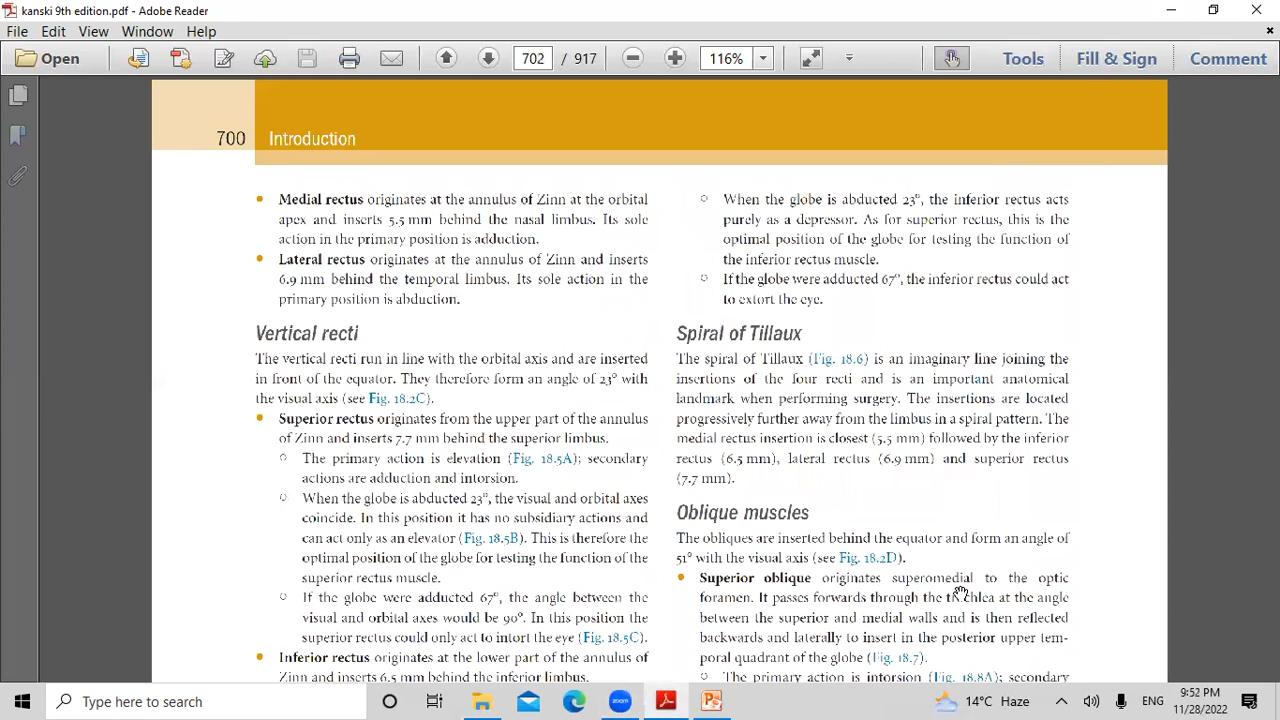 kanski 9th edition.pdf - Adobe Reader
File Edit View Window Help
Open 702 / 917 116% Tools Fill & Sign Comment
700 Introduction
• Medial rectus originates at the annulus of Zinn at the orbital
apex and inserts 5.5 mm behind the nasal limbus. Its sole
action in the primary position is adduction.
• Lateral rectus originates at the annulus of Zinn and inserts
6.9 mm behind the temporal limbus. Its sole action in the
primary position is abduction.
Vertical recti
The vertical recti run in line with the orbital axis and are inserted
in front of the equator. They therefore form an angle of 23° with
the visual axis (see Fig. 18.2C).
• Superior rectus originates from the upper part of the annulus
of Zinn and inserts 7.7 mm behind the superior limbus.
○ The primary action is elevation (Fig. 18.5A); secondary
actions are adduction and intorsion.
○ When the globe is abducted 23°, the visual and orbital axes
coincide. In this position it has no subsidiary actions and
can act only as an elevator (Fig. 18.5B). This is therefore the
optimal position of the globe for testing the function of the
superior rectus muscle.
○ If the globe were adducted 67°, the angle between the
visual and orbital axes would be 90°. In this position the
superior rectus could only act to intort the eye (Fig. 18.5C).
• Inferior rectus originates at the lower part of the annulus of
Zinn and inserts 6.5 mm behind the inferior limbus.
○ When the globe is abducted 23°, the inferior rectus acts
purely as a depressor. As for superior rectus, this is the
optimal position of the globe for testing the function of
the inferior rectus muscle.
○ If the globe were adducted 67°, the inferior rectus could act
to extort the eye.
Spiral of Tillaux
The spiral of Tillaux (Fig. 18.6) is an imaginary line joining the
insertions of the four recti and is an important anatomical
landmark when performing surgery. The insertions are located
progressively further away from the limbus in a spiral pattern. The
medial rectus insertion is closest (5.5 mm) followed by the inferior
rectus (6.5 mm), lateral rectus (6.9 mm) and superior rectus
(7.7 mm).
Oblique muscles
The obliques are inserted behind the equator and form an angle of
51° with the visual axis (see Fig. 18.2D).
• Superior oblique originates superomedial to the optic
foramen. It passes forwards through the trochlea at the angle
between the superior and medial walls and is then reflected
backwards and laterally to insert in the posterior upper tem-
poral quadrant of the globe (Fig. 18.7).
○ The primary action is intorsion (Fig. 18.8A); secondary
Type here to search 14°C Haze ENG 9:52 PM
11/28/2022